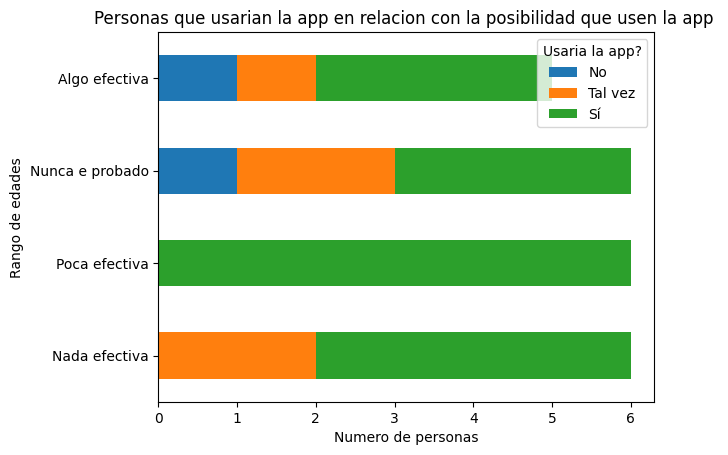 Personas que usarian la app en relacion con la posibilidad que usen la app
Usaria la app?
No
Tal vez
Sí
Algo efectiva
Nunca e probado
Poca efectiva
Nada efectiva
Rango de edades
0 1 2 3 4 5 6
Numero de personas